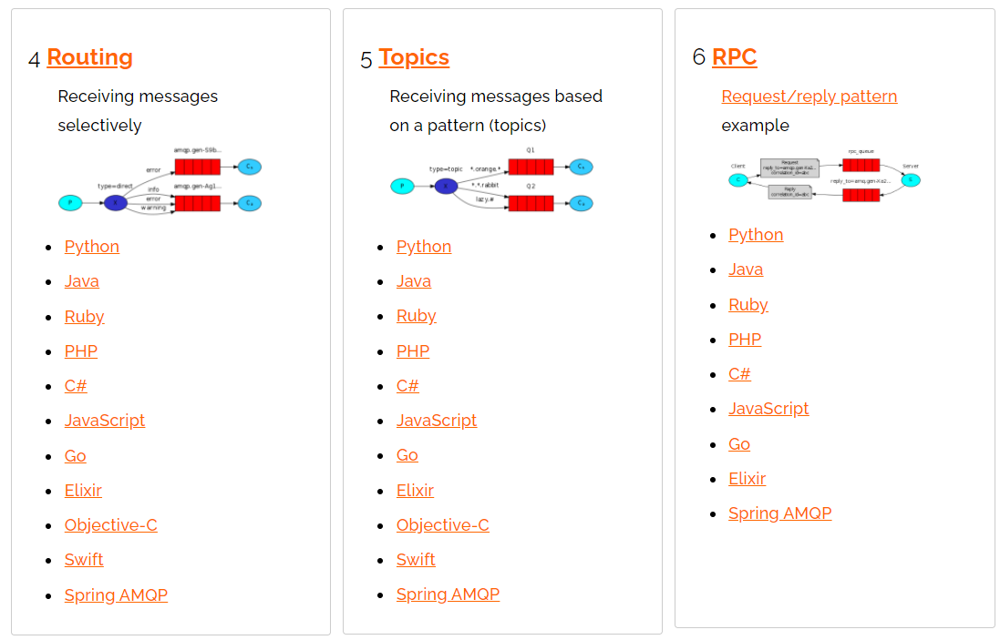 4 Routing
Receiving messages
selectively
amqp.gen-S9b...
error
C₁
type=direct
info
amqp.gen-Ag1...
P
X
error
C₂
warning
Python
Java
Ruby
PHP
C#
JavaScript
Go
Elixir
Objective-C
Swift
Spring AMQP
5 Topics
Receiving messages based
on a pattern (topics)
Q1
type=topic
*.orange.*
C₁
P
X
*.*.rabbit
Q2
lazy.#
C₂
Python
Java
Ruby
PHP
C#
JavaScript
Go
Elixir
Objective-C
Swift
Spring AMQP
6 RPC
Request/reply pattern
example
rpc_queue
Client
Request
reply_to=amqp.gen-Xa2...
correlation_id=abc
Server
C
reply_to=amq.gen-Xa2...
S
Reply
correlation_id=abc
Python
Java
Ruby
PHP
C#
JavaScript
Go
Elixir
Spring AMQP